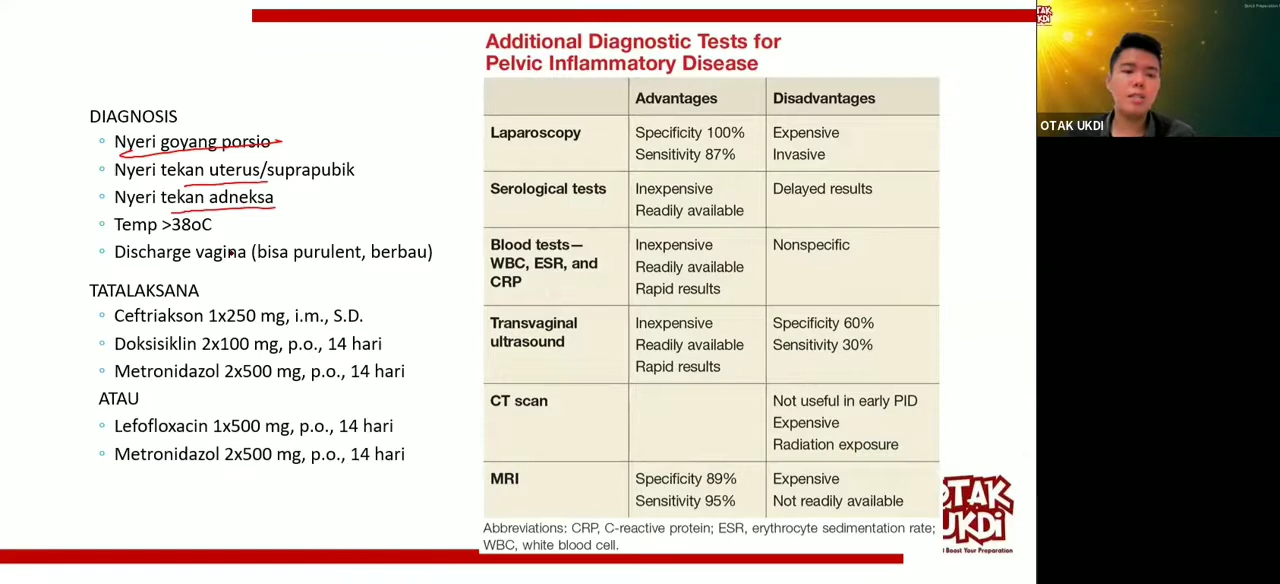 DIAGNOSIS
Nyeri goyang porsio
Nyeri tekan uterus/suprapubik
Nyeri tekan adneksa
Temp >38oC
Discharge vagina (bisa purulent, berbau)
TATALAKSANA
Ceftriakson 1x250 mg, i.m., S.D.
Doksisiklin 2x100 mg, p.o., 14 hari
Metronidazol 2x500 mg, p.o., 14 hari
ATAU
Lefofloxacin 1x500 mg, p.o., 14 hari
Metronidazol 2x500 mg, p.o., 14 hari
Additional Diagnostic Tests for
Pelvic Inflammatory Disease
Advantages Disadvantages
Laparoscopy Specificity 100% Expensive
Sensitivity 87% Invasive
Serological tests Inexpensive Delayed results
Readily available
Blood tests— Inexpensive Nonspecific
WBC, ESR, and Readily available
CRP Rapid results
Transvaginal Inexpensive Specificity 60%
ultrasound Readily available Sensitivity 30%
Rapid results
CT scan Not useful in early PID
Expensive
Radiation exposure
MRI Specificity 89% Expensive
Sensitivity 95% Not readily available
Abbreviations: CRP, C-reactive protein; ESR, erythrocyte sedimentation rate;
WBC, white blood cell.
OTAK
UKDI
Boost Your Preparation
OTAK UKDI